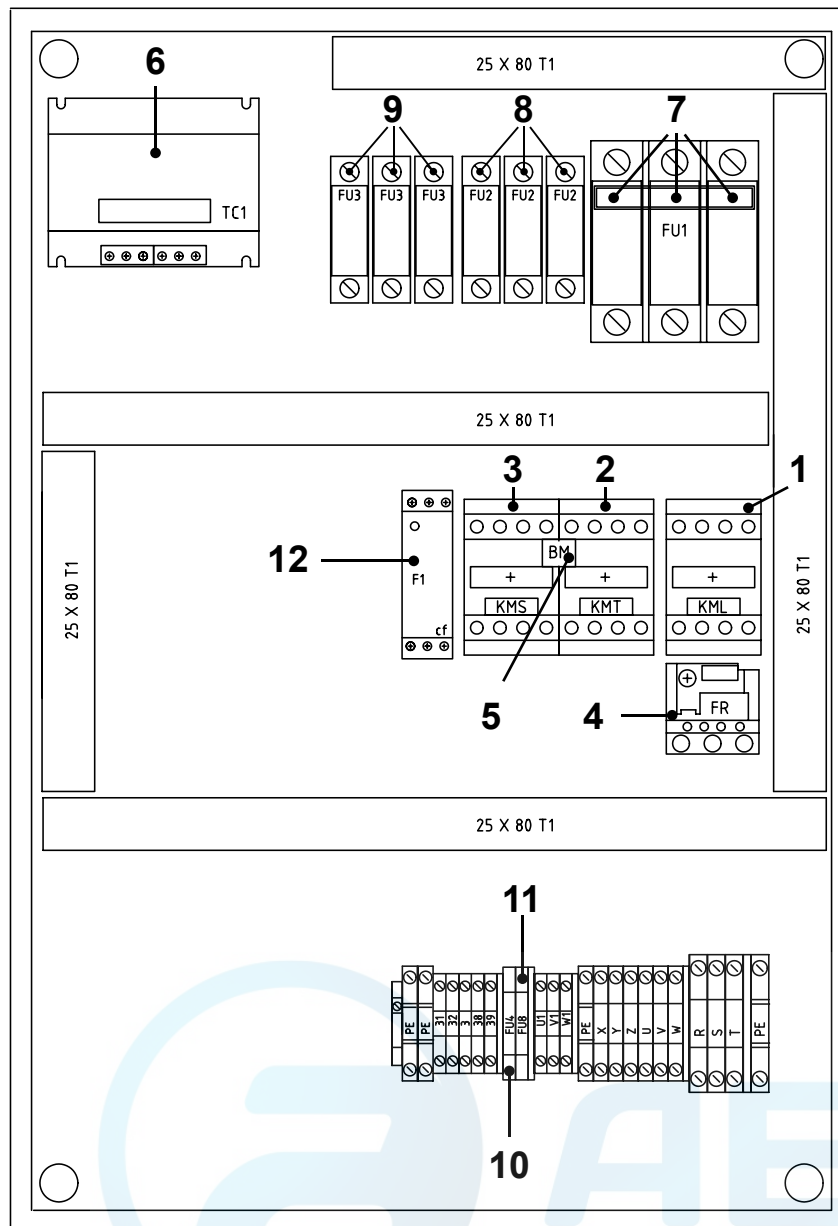 25 X 80 T1
6
9
8
7
TC1
FU3 FU3 FU3 FU2 FU2 FU2
FU1
25 X 80 T1
3
2
1
12
BM
F1
KMS
KMT
KML
cf
25 X 80 T1
25 X 80 T1
5
4
FR
25 X 80 T1
11
PE PE 31 32 3 38 39 FU4 FU8 U1 V1 W1 PE X Y Z U V W R S T PE
10
AE